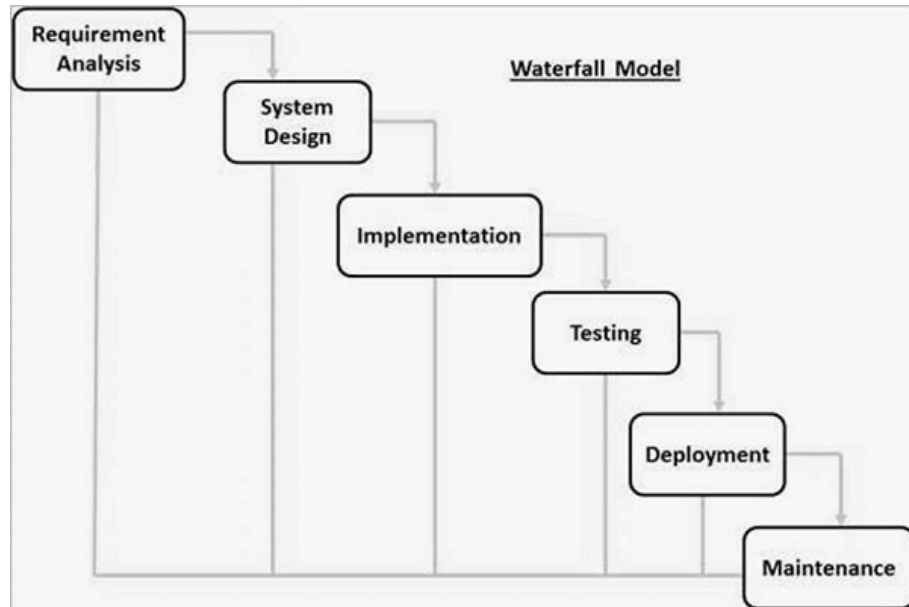 Requirement
Analysis
Waterfall Model
System
Design
Implementation
Testing
Deployment
Maintenance